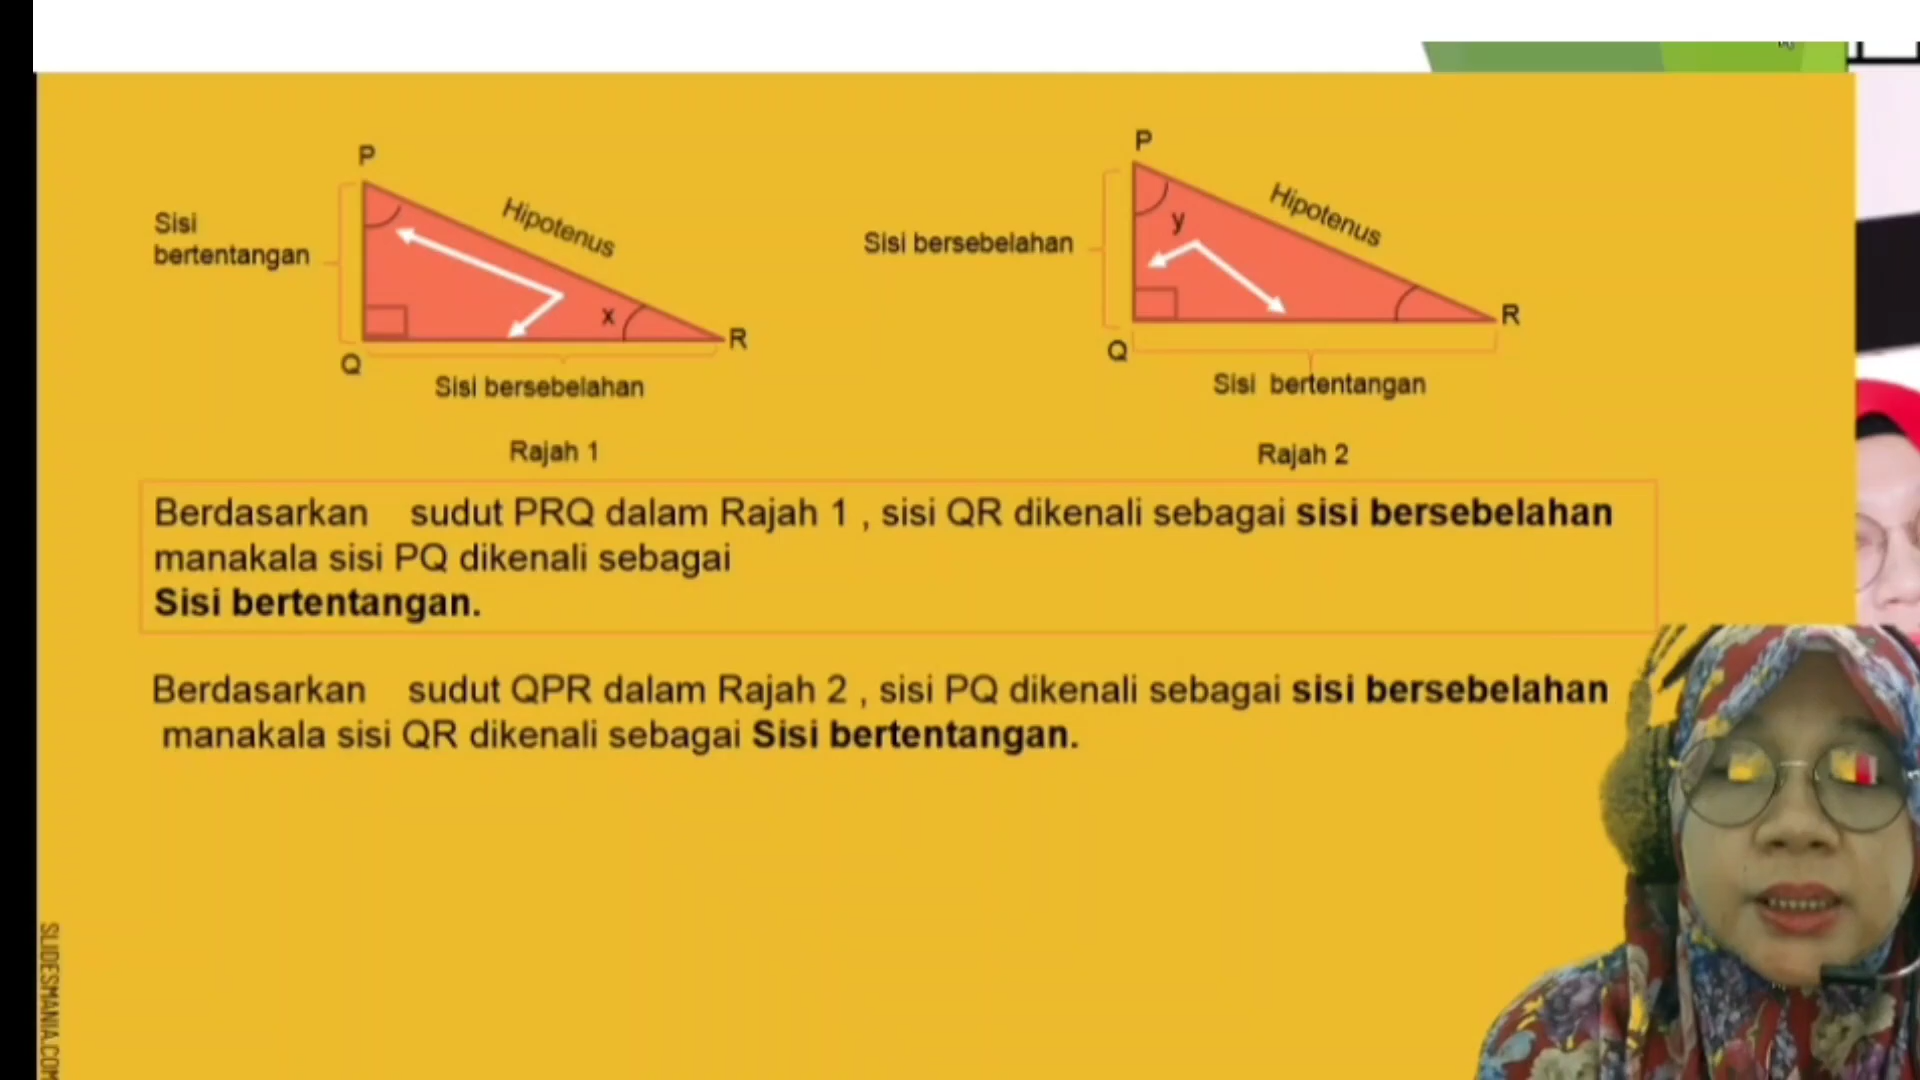 P
Sisi
bertentangan
Hipotenus
x
R
Q
Sisi bersebelahan
Rajah 1
P
y
Hipotenus
Sisi bersebelahan
R
Q
Sisi bertentangan
Rajah 2
Berdasarkan sudut PRQ dalam Rajah 1 , sisi QR dikenali sebagai sisi bersebelahan
manakala sisi PQ dikenali sebagai
Sisi bertentangan.
Berdasarkan sudut QPR dalam Rajah 2 , sisi PQ dikenali sebagai sisi bersebelahan
manakala sisi QR dikenali sebagai Sisi bertentangan.
SLIDESMANIA.COM